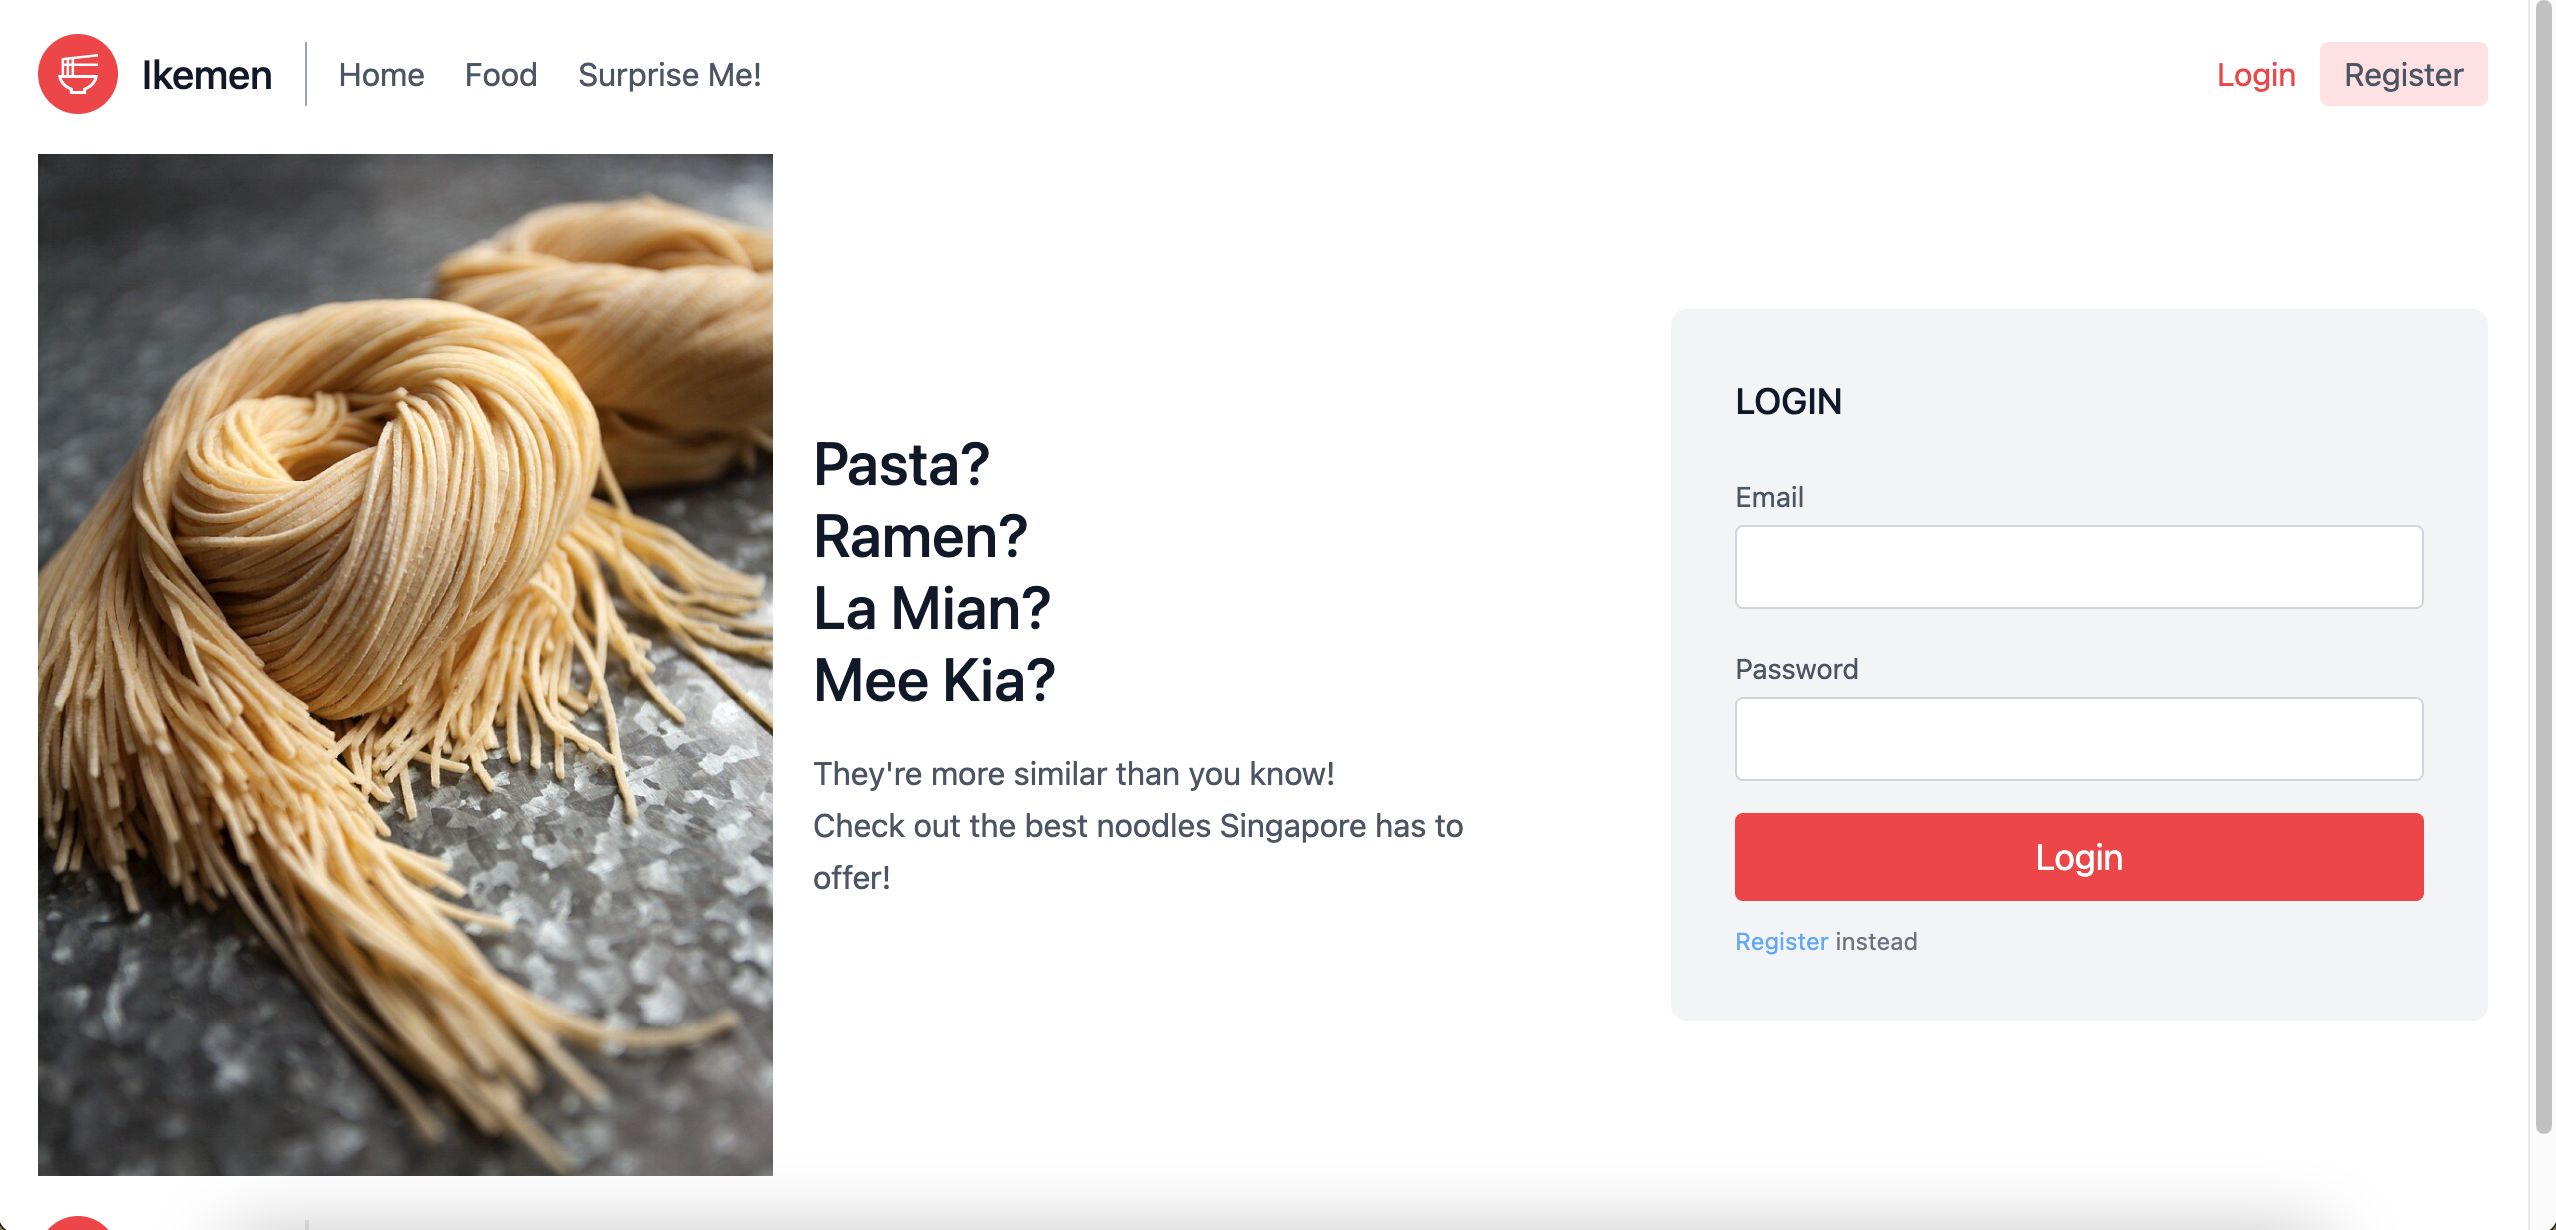 Ikemen
Home
Food
Surprise Me!
Login
Register
Pasta?
Ramen?
La Mian?
Mee Kia?
They're more similar than you know!
Check out the best noodles Singapore has to
offer!
LOGIN
Email
Password
Login
Register instead